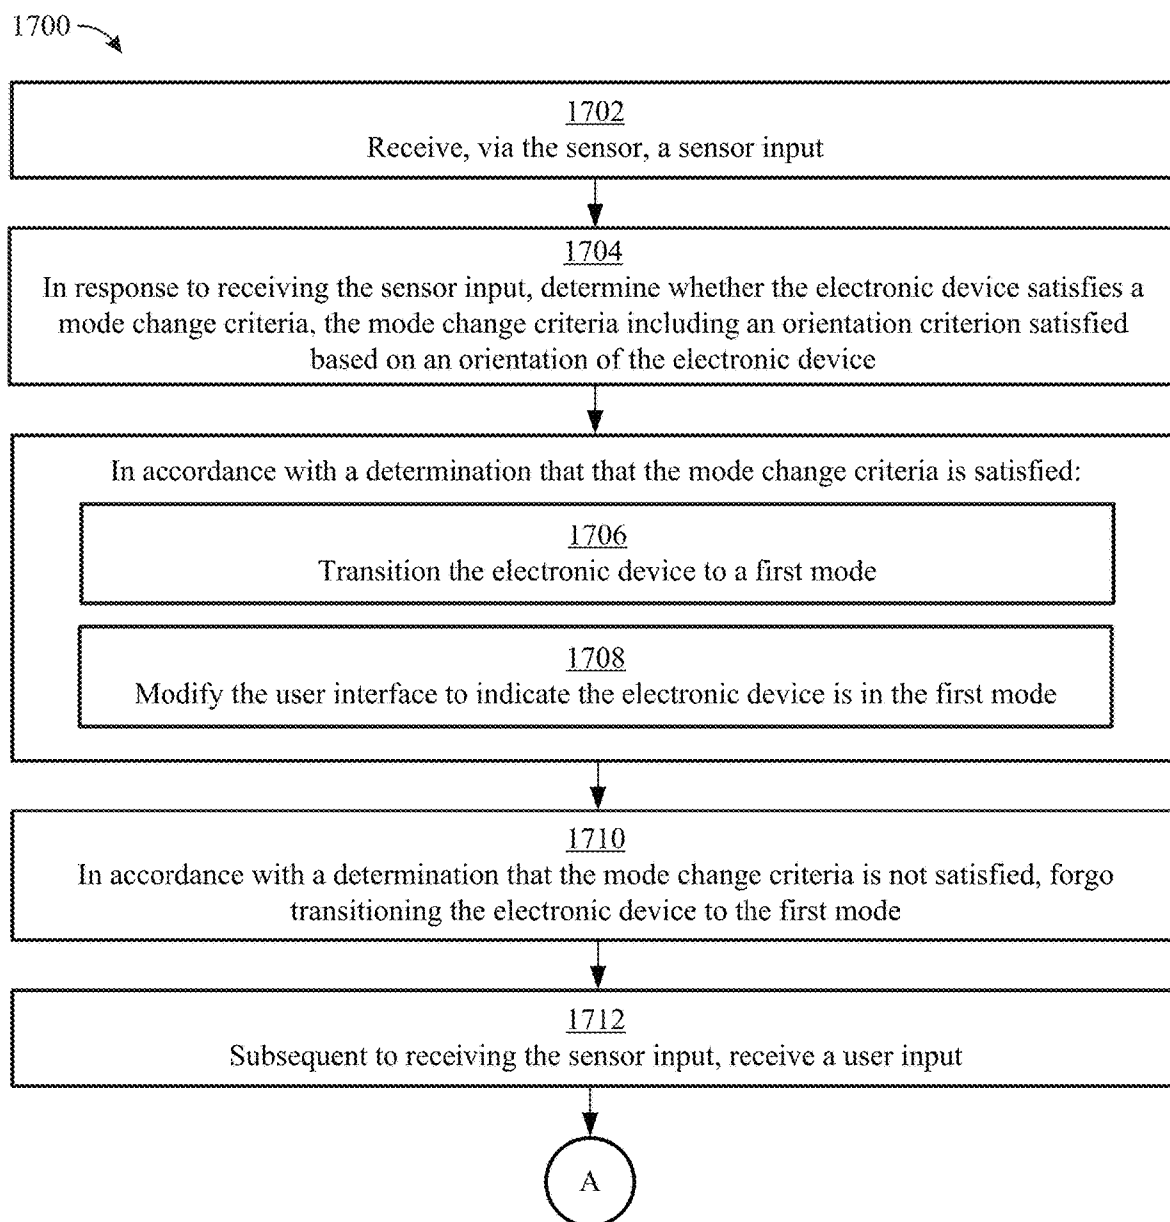 1700
1702
Receive, via the sensor, a sensor input
1704
In response to receiving the sensor input, determine whether the electronic device satisfies a
mode change criteria, the mode change criteria including an orientation criterion satisfied
based on an orientation of the electronic device
In accordance with a determination that that the mode change criteria is satisfied:
1706
Transition the electronic device to a first mode
1708
Modify the user interface to indicate the electronic device is in the first mode
1710
In accordance with a determination that the mode change criteria is not satisfied, forgo
transitioning the electronic device to the first mode
1712
Subsequent to receiving the sensor input, receive a user input
A